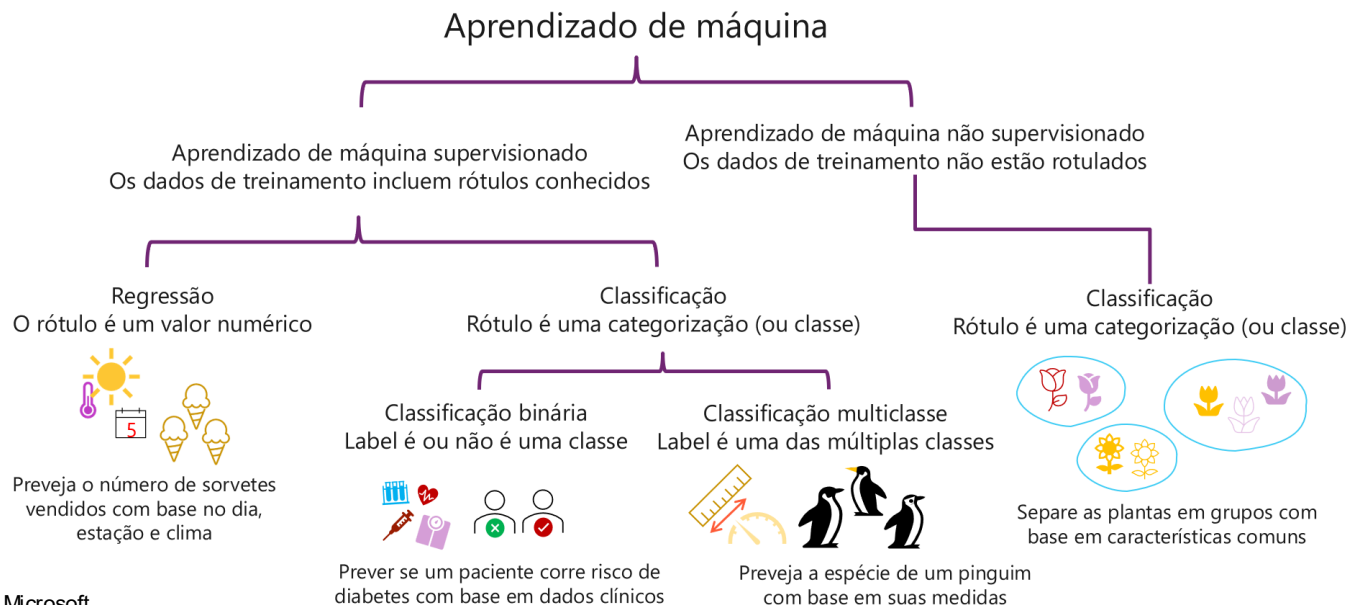 Aprendizado de máquina
Aprendizado de máquina supervisionado
Os dados de treinamento incluem rótulos conhecidos
Aprendizado de máquina não supervisionado
Os dados de treinamento não estão rotulados
Regressão
O rótulo é um valor numérico
5
Preveja o número de sorvetes
vendidos com base no dia,
estação e clima
Classificação
Rótulo é uma categorização (ou classe)
Classificação binária
Label é ou não é uma classe
Prever se um paciente corre risco de
diabetes com base em dados clínicos
Classificação multiclasse
Label é uma das múltiplas classes
Preveja a espécie de um pinguim
com base em suas medidas
Classificação
Rótulo é uma categorização (ou classe)
Separe as plantas em grupos com
base em características comuns
Microsoft